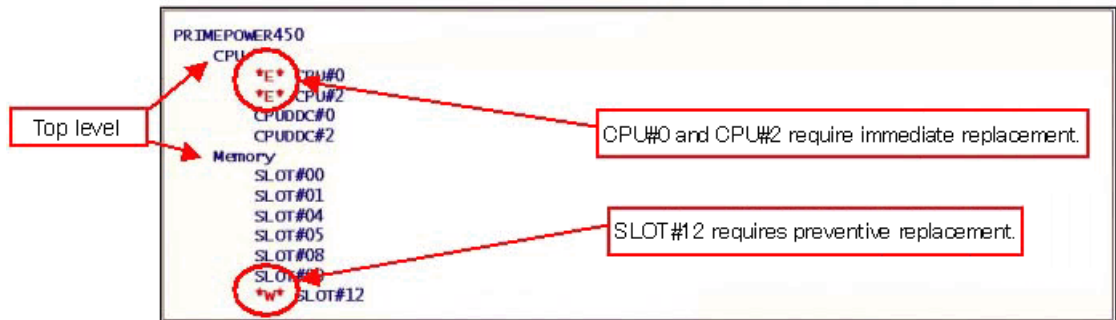 PRIMEPOWER450
CPU
*E* CPU#0
*E* CPU#2
CPUDDC#0
CPUDDC#2
Memory
SLOT#00
SLOT#01
SLOT#04
SLOT#05
SLOT#08
SLOT#09
*W* SLOT#12
Top level
CPU#0 and CPU#2 require immediate replacement.
SLOT#12 requires preventive replacement.